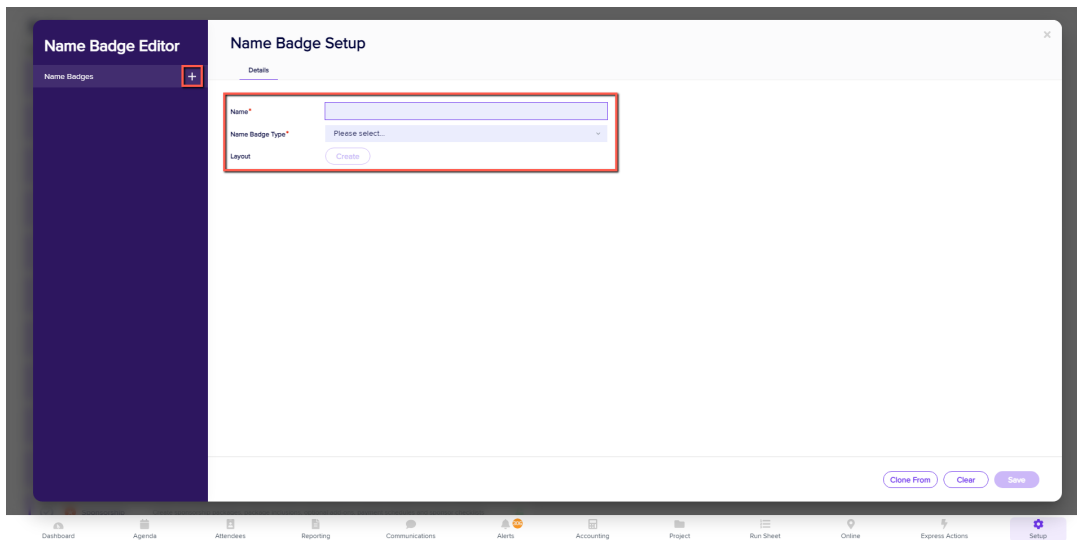 Name Badge Editor
Name Badges +
Name Badge Setup
×
Details
Name*
Name Badge Type* Please select...
Layout Create
Clone From Clear Save
Dashboard Agenda Attendees Reporting Communications Alerts Accounting Project Run Sheet Online Express Actions Setup